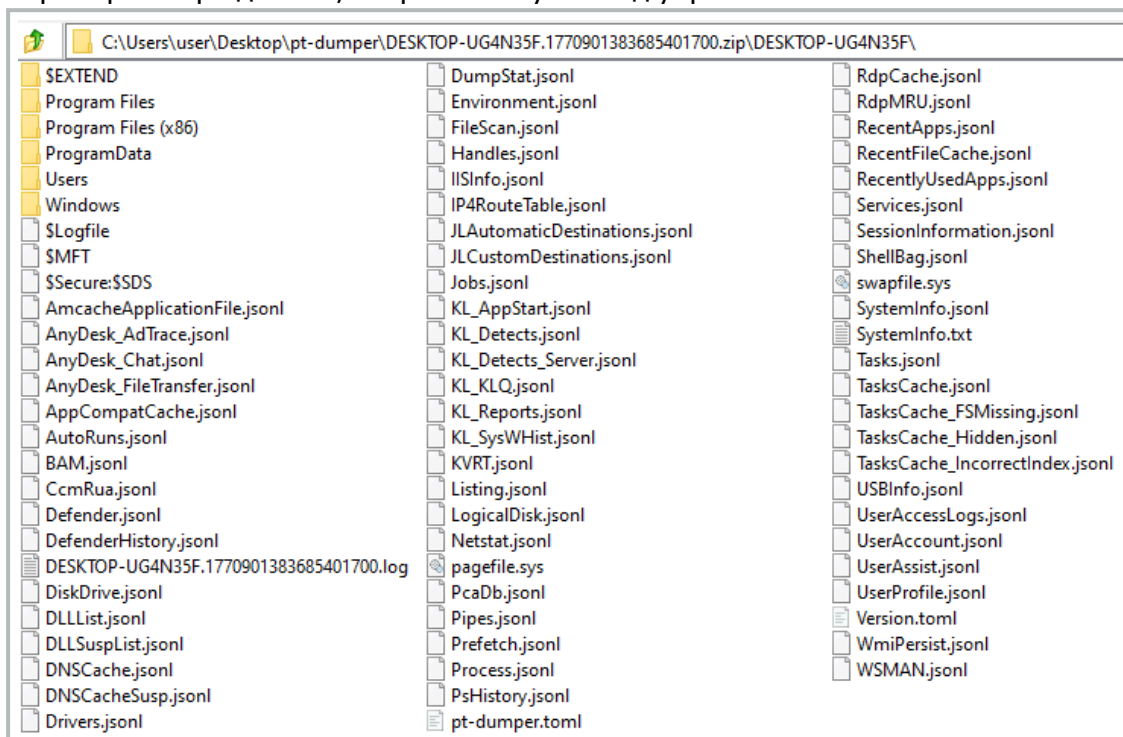 C:\Users\user\Desktop\pt-dumper\DESKTOP-UG4N35F.1770901383685401700.zip\DESKTOP-UG4N35F\
$EXTEND
Program Files
Program Files (x86)
ProgramData
Users
Windows
$Logfile
$MFT
$Secure:$SDS
AmcacheApplicationFile.jsonl
AnyDesk_AdTrace.jsonl
AnyDesk_Chat.jsonl
AnyDesk_FileTransfer.jsonl
AppCompatCache.jsonl
AutoRuns.jsonl
BAM.jsonl
CcmRua.jsonl
Defender.jsonl
DefenderHistory.jsonl
DESKTOP-UG4N35F.1770901383685401700.log
DiskDrive.jsonl
DLLList.jsonl
DLLSuspList.jsonl
DNSCache.jsonl
DNSCacheSusp.jsonl
Drivers.jsonl
DumpStat.jsonl
Environment.jsonl
FileScan.jsonl
Handles.jsonl
IISInfo.jsonl
IP4RouteTable.jsonl
JLAutomaticDestinations.jsonl
JLCustomDestinations.jsonl
Jobs.jsonl
KL_AppStart.jsonl
KL_Detects.jsonl
KL_Detects_Server.jsonl
KL_KLQ.jsonl
KL_Reports.jsonl
KL_SysWHist.jsonl
KVRT.jsonl
Listing.jsonl
LogicalDisk.jsonl
Netstat.jsonl
pagefile.sys
PcaDb.jsonl
Pipes.jsonl
Prefetch.jsonl
Process.jsonl
PsHistory.jsonl
pt-dumper.toml
RdpCache.jsonl
RdpMRU.jsonl
RecentApps.jsonl
RecentFileCache.jsonl
RecentlyUsedApps.jsonl
Services.jsonl
SessionInformation.jsonl
ShellBag.jsonl
swapfile.sys
SystemInfo.jsonl
SystemInfo.txt
Tasks.jsonl
TasksCache.jsonl
TasksCache_FSMissing.jsonl
TasksCache_Hidden.jsonl
TasksCache_IncorrectIndex.jsonl
USBInfo.jsonl
UserAccessLogs.jsonl
UserAccount.jsonl
UserAssist.jsonl
UserProfile.jsonl
Version.toml
WmiPersist.jsonl
WSMAN.jsonl